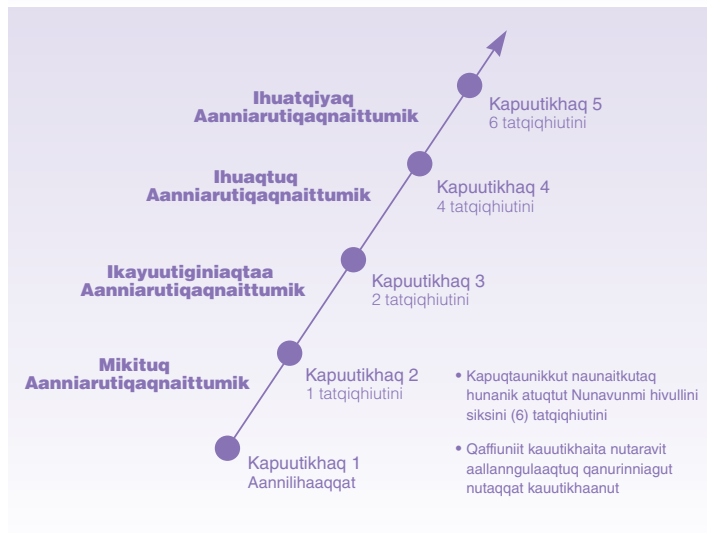 Ihuatqiyaq
Aanniarutiqaqnaittumik
Kapuutikhaq 5
6 tatqiqhiutini
Ihuaqtuq
Aanniarutiqaqnaittumik
Kapuutikhaq 4
4 tatqiqhiutini
Ikayuutiginiaqtaa
Aanniarutiqaqnaittumik
Kapuutikhaq 3
2 tatqiqhiutini
Mikituq
Aanniarutiqaqnaittumik
Kapuutikhaq 2
1 tatqiqhiutini
Kapuutikhaq 1
Aannilihaaqqat
• Kapuqtaunikkut naunaitkutaq
hunanik atuqtut Nunavunmi hivullini
siksini (6) tatqiqhiutini
• Qaffiuniit kauutikhaita nutaravit
aallanngulaaqtuq qanurinniagut
nutaqqat kauutikhaanut